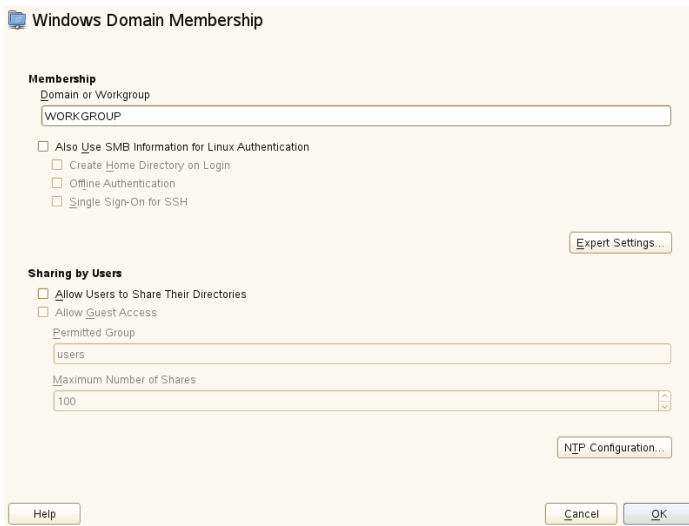 Windows Domain Membership
Membership
Domain or Workgroup
WORKGROUP
Also Use SMB Information for Linux Authentication
Create Home Directory on Login
Offline Authentication
Single Sign-On for SSH
Expert Settings...
Sharing by Users
Allow Users to Share Their Directories
Allow Guest Access
Permitted Group
users
Maximum Number of Shares
100
NTP Configuration...
Help
Cancel
OK